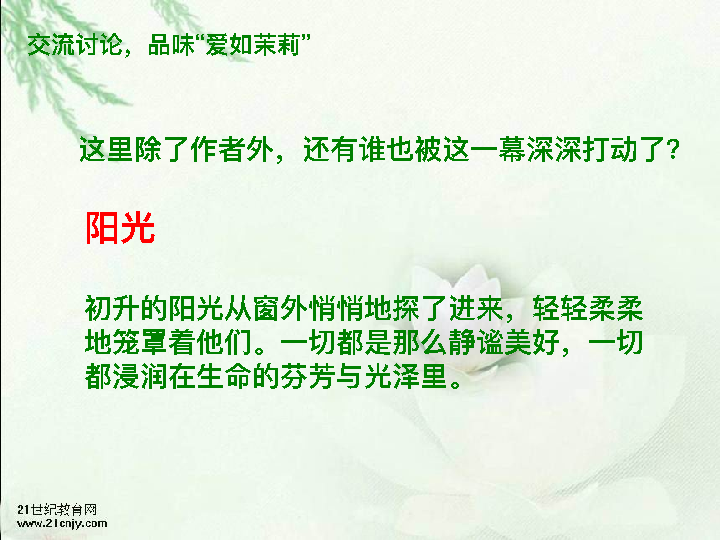 交流讨论，品味“爱如茉莉”
这里除了作者外，还有谁也被这一幕深深打动了？
阳光
初升的阳光从窗外悄悄地探了进来，轻轻柔柔
地笼罩着他们。一切都是那么静谧美好，一切
都浸润在生命的芬芳与光泽里。
21世纪教育网
www.21cnjy.com